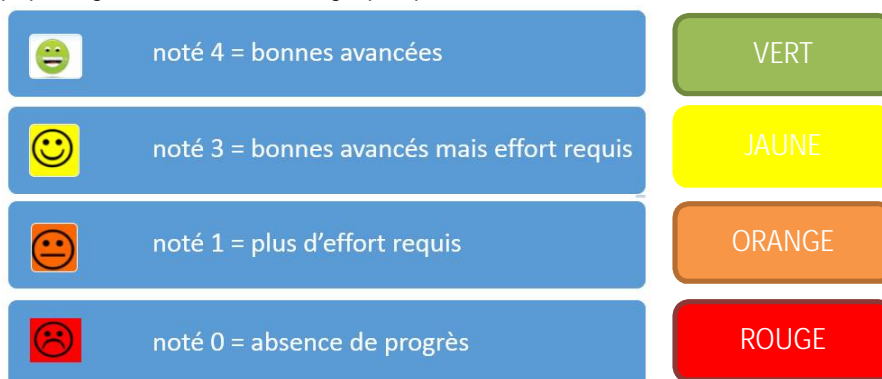 noté 4 = bonnes avancées
VERT
noté 3 = bonnes avancés mais effort requis
JAUNE
noté 1 = plus d'effort requis
ORANGE
noté 0 = absence de progrès
ROUGE